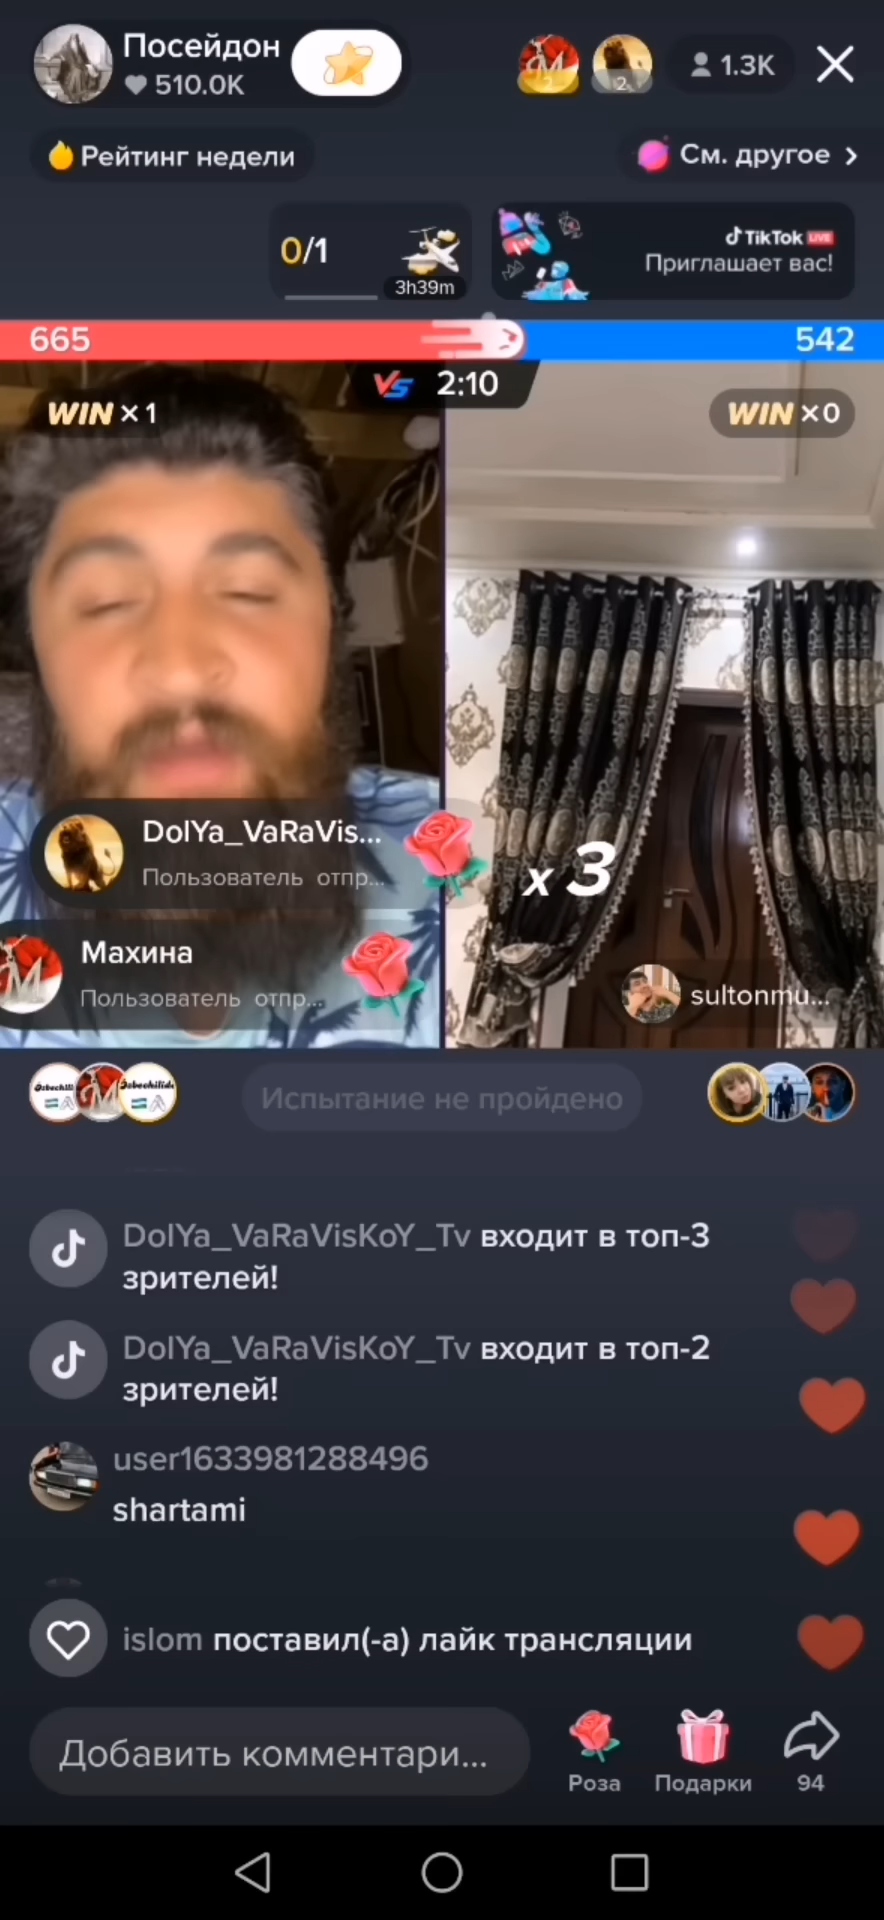 Посейдон
510.0K
1.3K
Рейтинг недели
См. другое
0/1
3h39m
TikTok LIVE
Приглашает вас!
665
542
VS 2:10
WIN x 1
WIN x 0
DolYa_VaRaVis...
Пользователь отпр...
x 3
Махина
Пользователь отпр...
sultonmu...
Испытание не пройдено
DolYa_VaRaVisKoY_Tv входит в топ-3
зрителей!
DolYa_VaRaVisKoY_Tv входит в топ-2
зрителей!
user1633981288496
shartami
islom поставил(-а) лайк трансляции
Добавить комментари...
Роза
Подарки
94